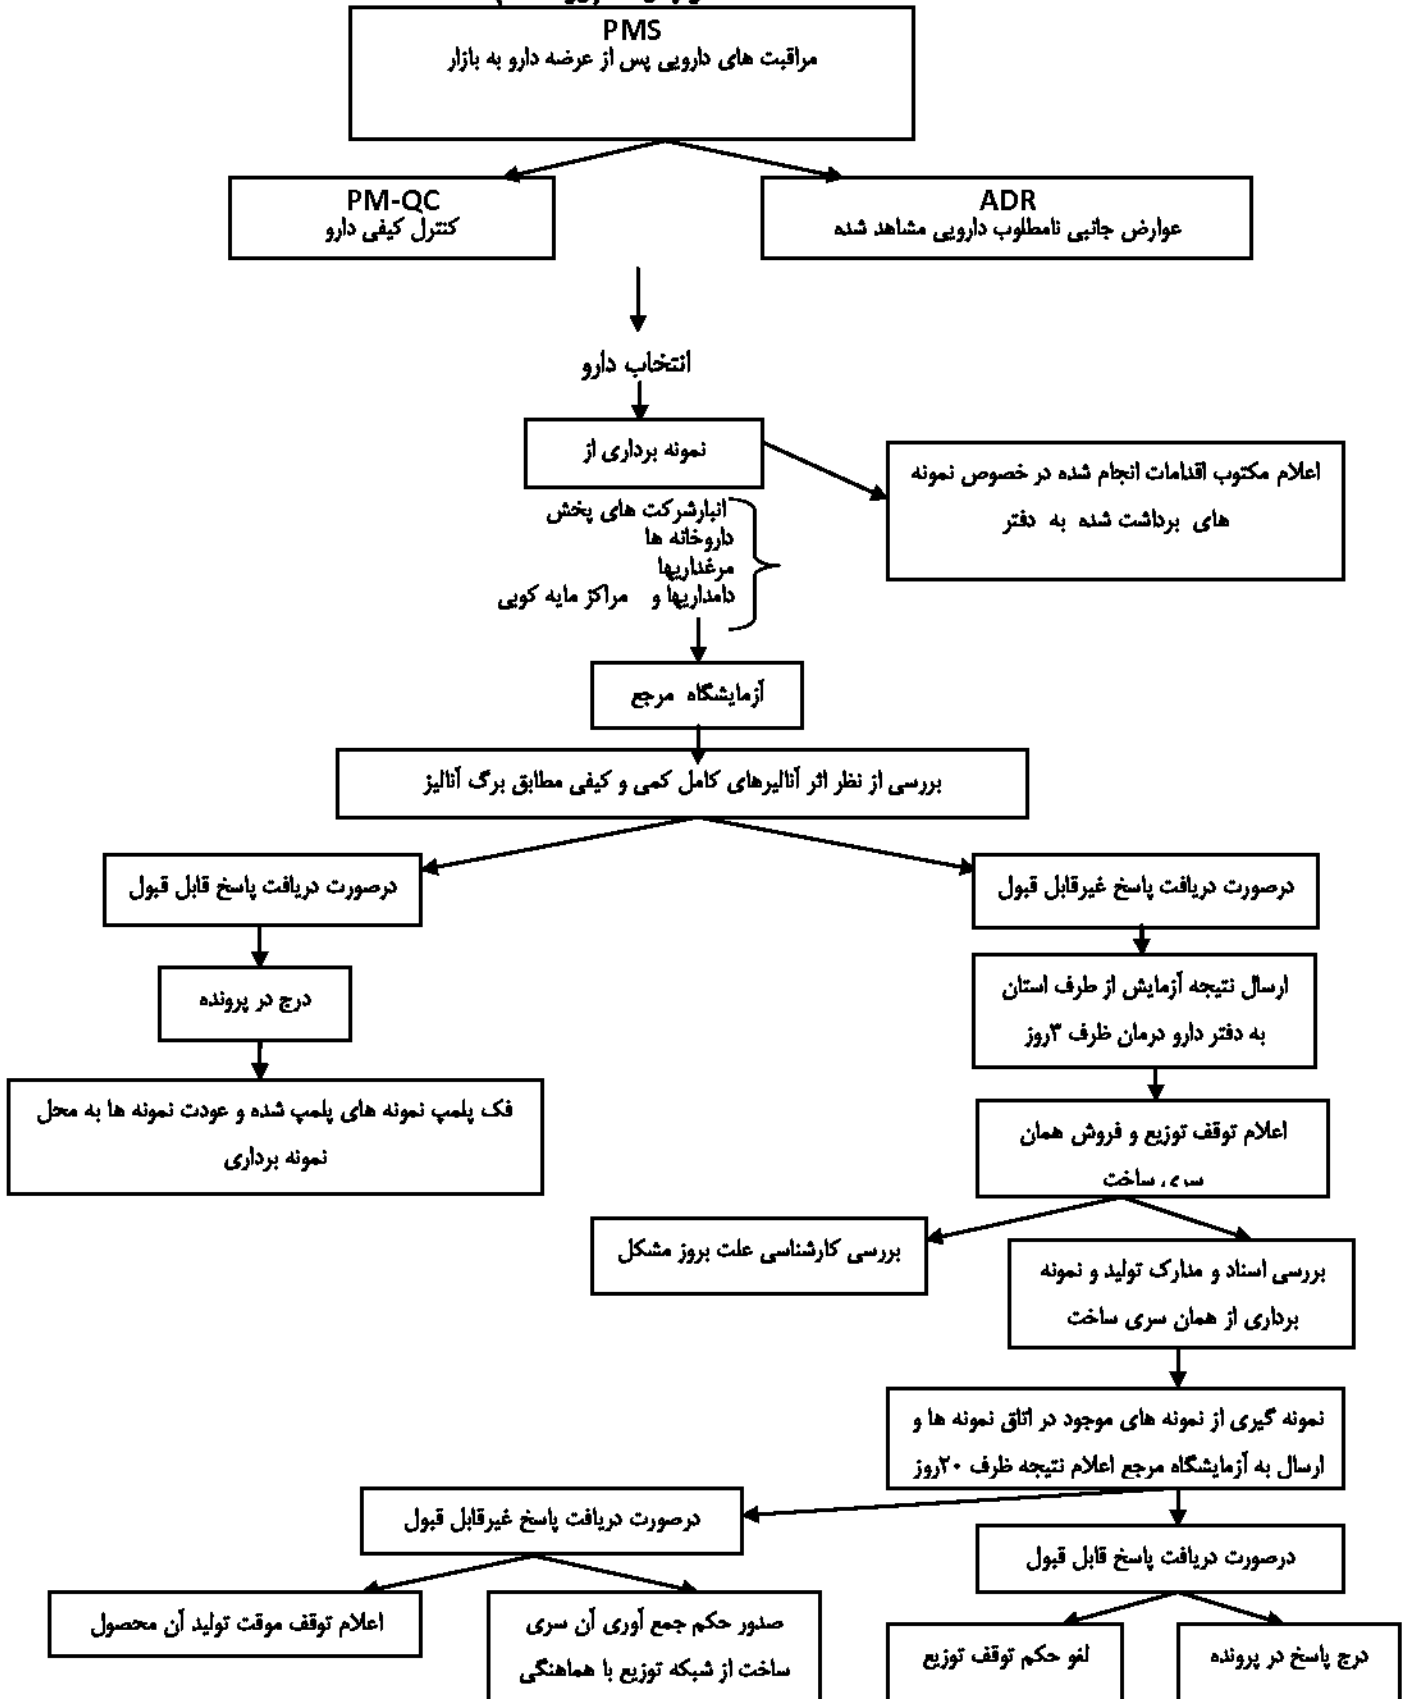 PMS
مراقبت های دارویی پس از عرضه دارو به بازار
ADR
عوارض جانبی نامطلوب دارویی مشاهد شده
PM-QC
کنترل کیفی دارو
انتخاب دارو
نمونه برداری از
اعلام مکتوب اقدامات انجام شده در خصوص نمونه
های برداشت شده به دفتر
انبارشرکت های پخش
داروخانه ها
مرغداریها
دامداریها و مراکز مایه کوبی
آزمایشگاه مرجع
بررسی از نظر اثر آنالیرهای کامل کمی و کیفی مطابق برگ آنالیز
درصورت دریافت پاسخ غیرقابل قبول
درصورت دریافت پاسخ قابل قبول
ارسال نتیجه آزمایش از طرف استان
به دفتر دارو درمان ظرف ۳روز
درج در پرونده
فک پلمپ نمونه های پلمپ شده و عودت نمونه ها به محل
نمونه برداری
اعلام توقف توزیع و فروش همان
سری ساخت
بررسی کارشناسی علت بروز مشکل
بررسی اسناد و مدارک تولید و نمونه
برداری از همان سری ساخت
نمونه گیری از نمونه های موجود در اتاق نمونه ها و
ارسال به آزمایشگاه مرجع اعلام نتیجه ظرف ۲۰روز
درصورت دریافت پاسخ غیرقابل قبول
درصورت دریافت پاسخ قابل قبول
درج پاسخ در پرونده
لغو حکم توقف توزیع
صدور حکم جمع آوری آن سری
ساخت از شبکه توزیع با هماهنگی
اعلام توقف موقت تولید آن محصول